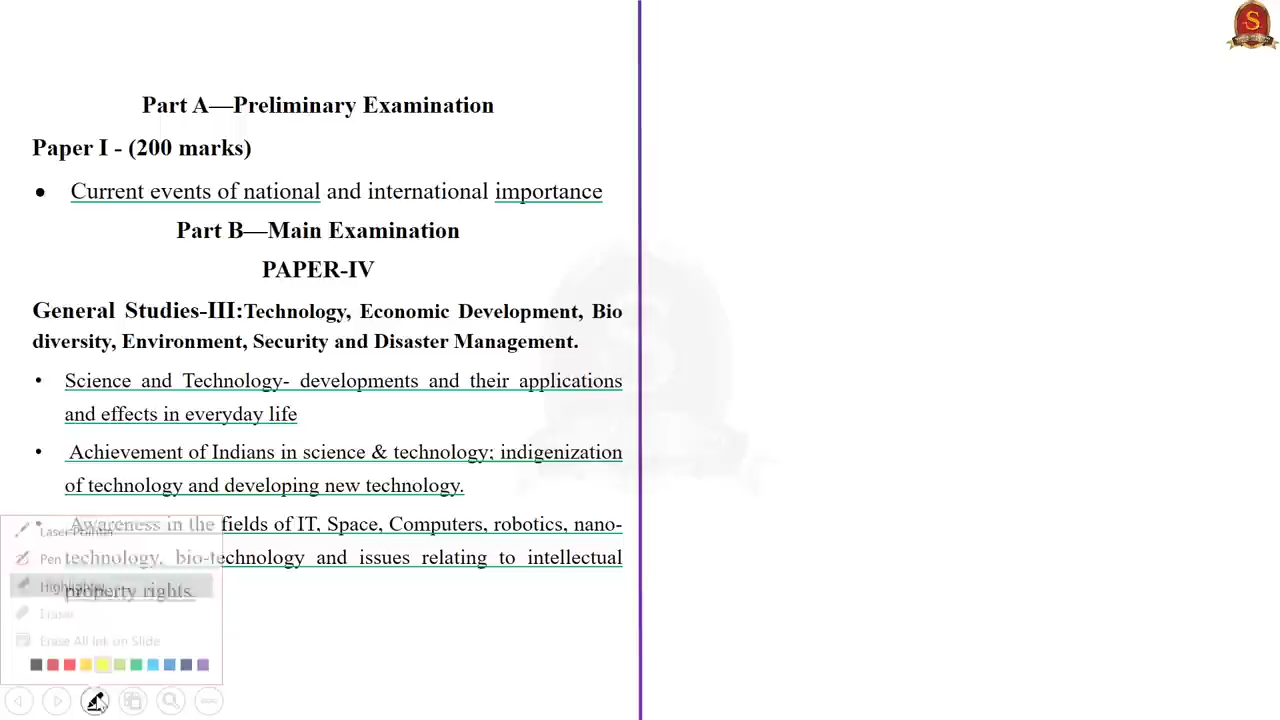 S
Part A—Preliminary Examination
Paper I - (200 marks)
• Current events of national and international importance
Part B—Main Examination
PAPER-IV
General Studies-III:Technology, Economic Development, Bio
diversity, Environment, Security and Disaster Management.
• Science and Technology- developments and their applications
and effects in everyday life
• Achievement of Indians in science & technology; indigenization
of technology and developing new technology.
• Awareness in the fields of IT, Space, Computers, robotics, nano-
technology, bio-technology and issues relating to intellectual
property rights.
Laser Pointer
Pen
Highlighter
Eraser
Erase All Ink on Slide